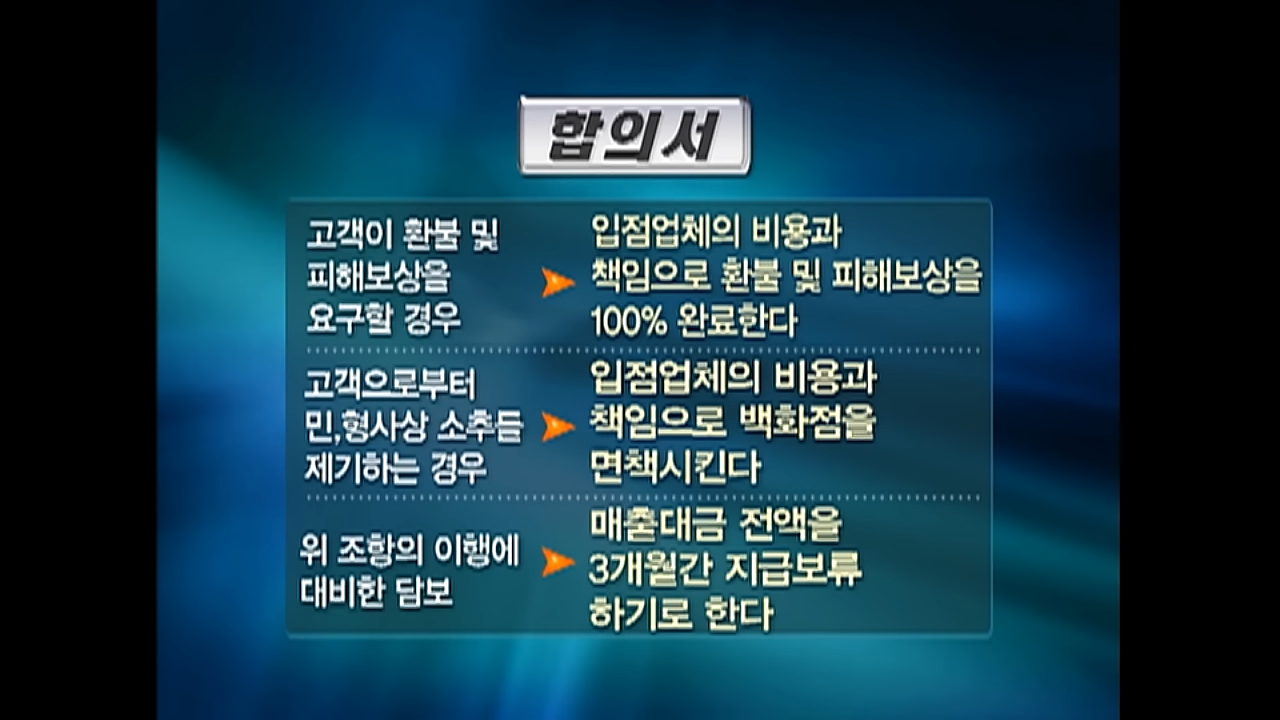 합의서
고객이 환불 및
피해보상을
요구할 경우
입점업체의 비용과
책임으로 환불 및 피해보상을
100% 완료한다
고객으로부터
민,형사상 소추를
제기하는 경우
입점업체의 비용과
책임으로 백화점을
면책시킨다
위 조항의 이행에
대비한 담보
매출대금 전액을
3개월간 지급보류
하기로 한다